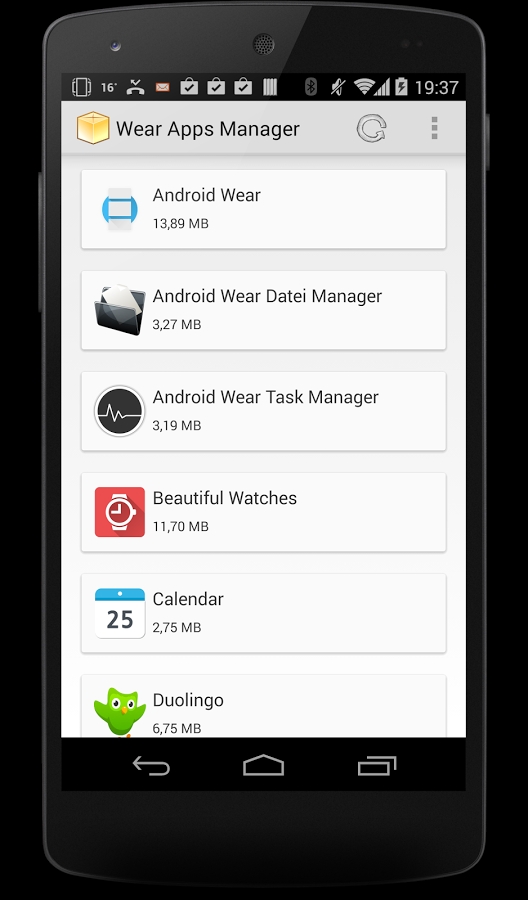 16° 19:37
Wear Apps Manager
Android Wear
13,89 MB
Android Wear Datei Manager
3,27 MB
Android Wear Task Manager
3,19 MB
Beautiful Watches
11,70 MB
Calendar
25
2,75 MB
Duolingo
6,75 MB